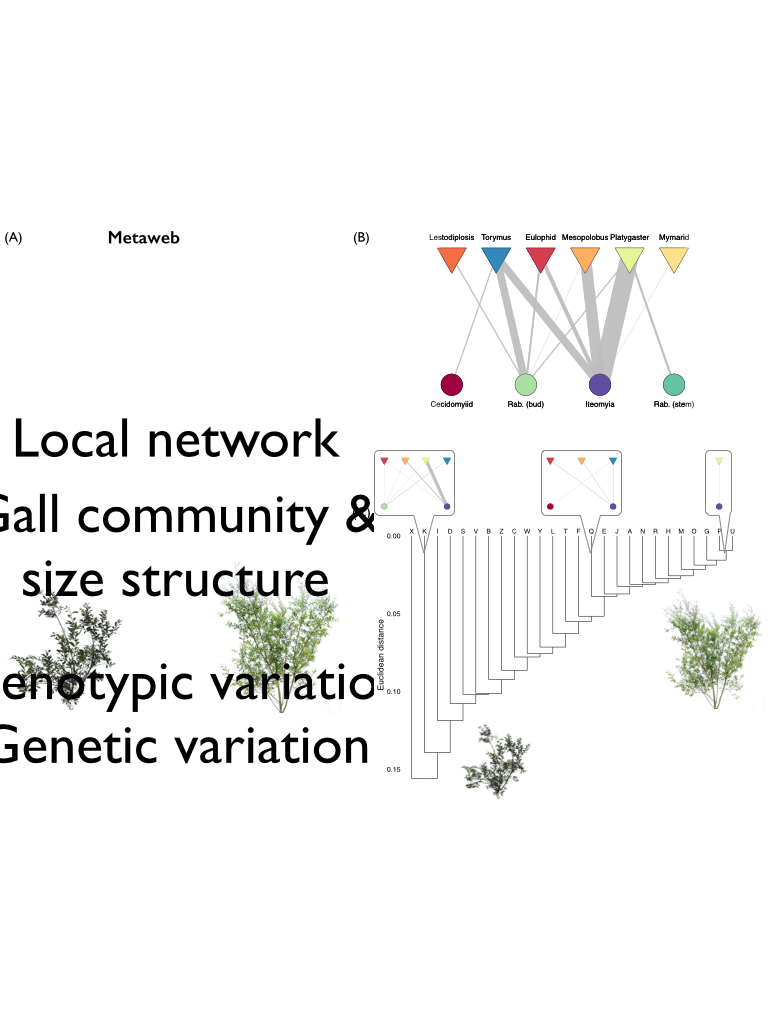 (A)
Metaweb
Local network
Gall community &
size structure
enotypic variatio
Genetic variation
(B)
Lestodiplosis Torymus Eulophid Mesopolobus Platygaster Mymarid
Cecidomyiid Rab. (bud) Iteomyia Rab. (stem)
X K I D S V B Z C W Y L T F Q E J A N R H M O G P U
0.00
0.05
0.10
0.15
Euclidean distance